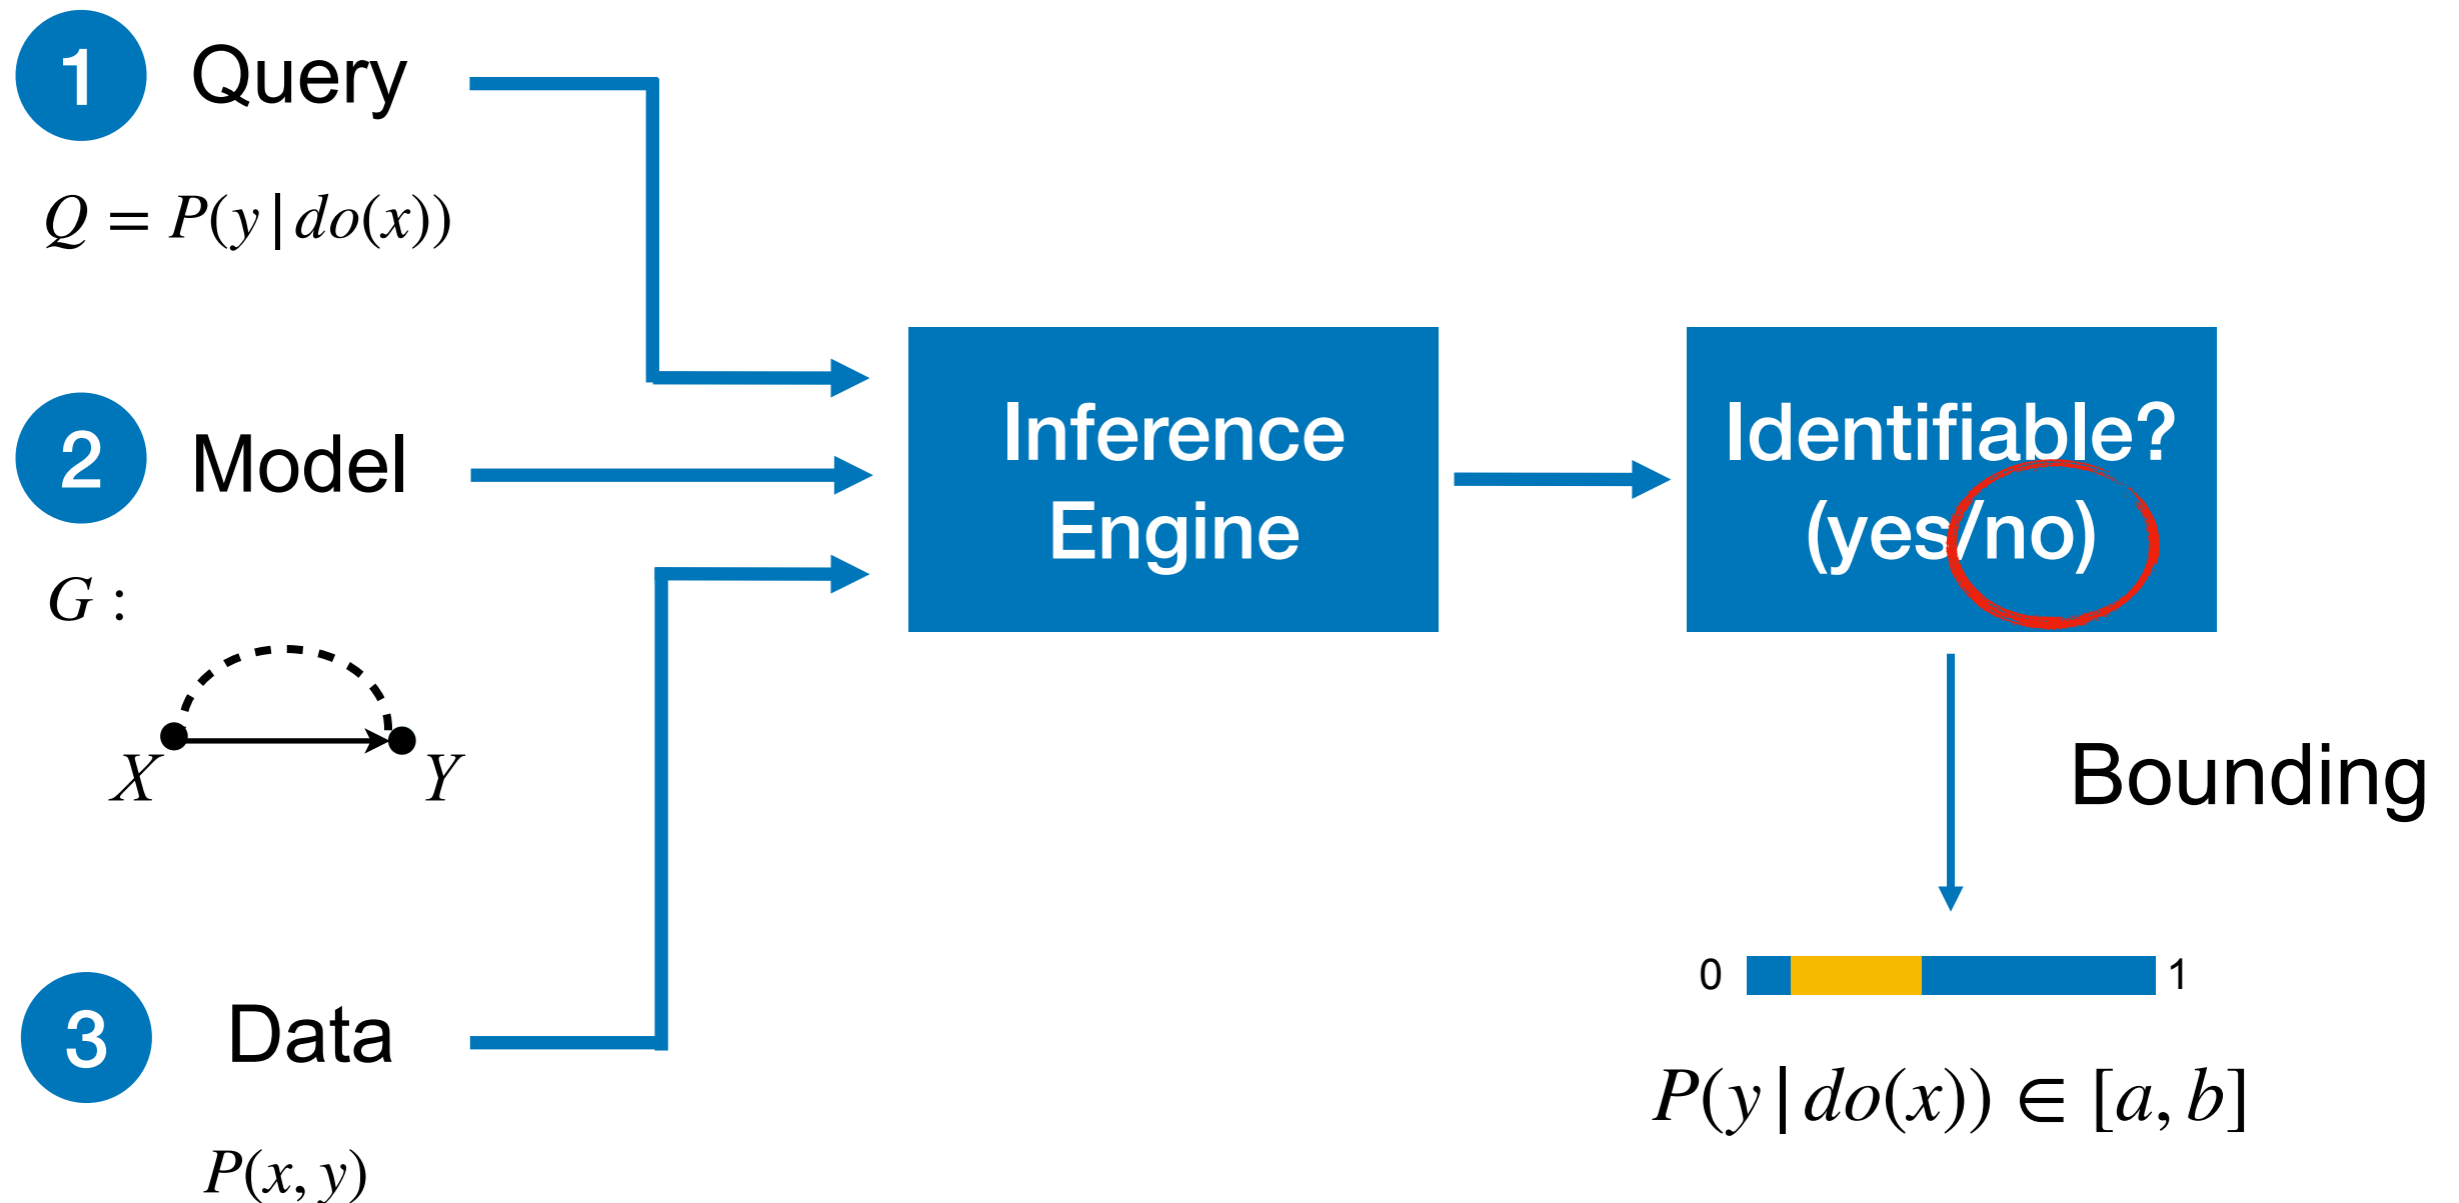 1 Query
Q = P(y | do(x))
2 Model
G :
X Y
3 Data
P(x, y)
Inference
Engine
Identifiable?
(yes/no)
Bounding
0 1
P(y | do(x)) ∈ [a, b]